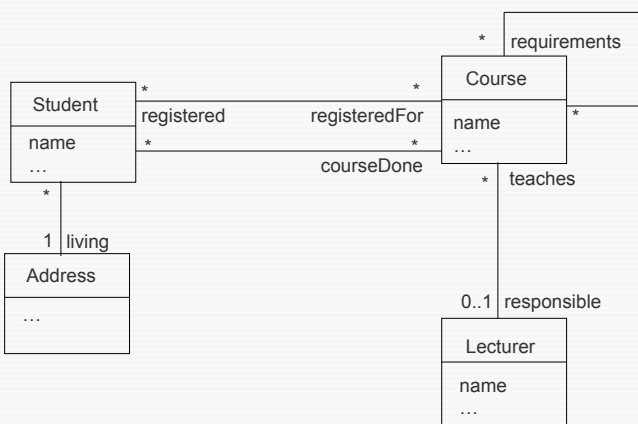 * requirements
Course
name
…
*
Student
name
…
* *
registered registeredFor
* *
courseDone
* teaches
*
1 living
Address
…
0..1 responsible
Lecturer
name
…